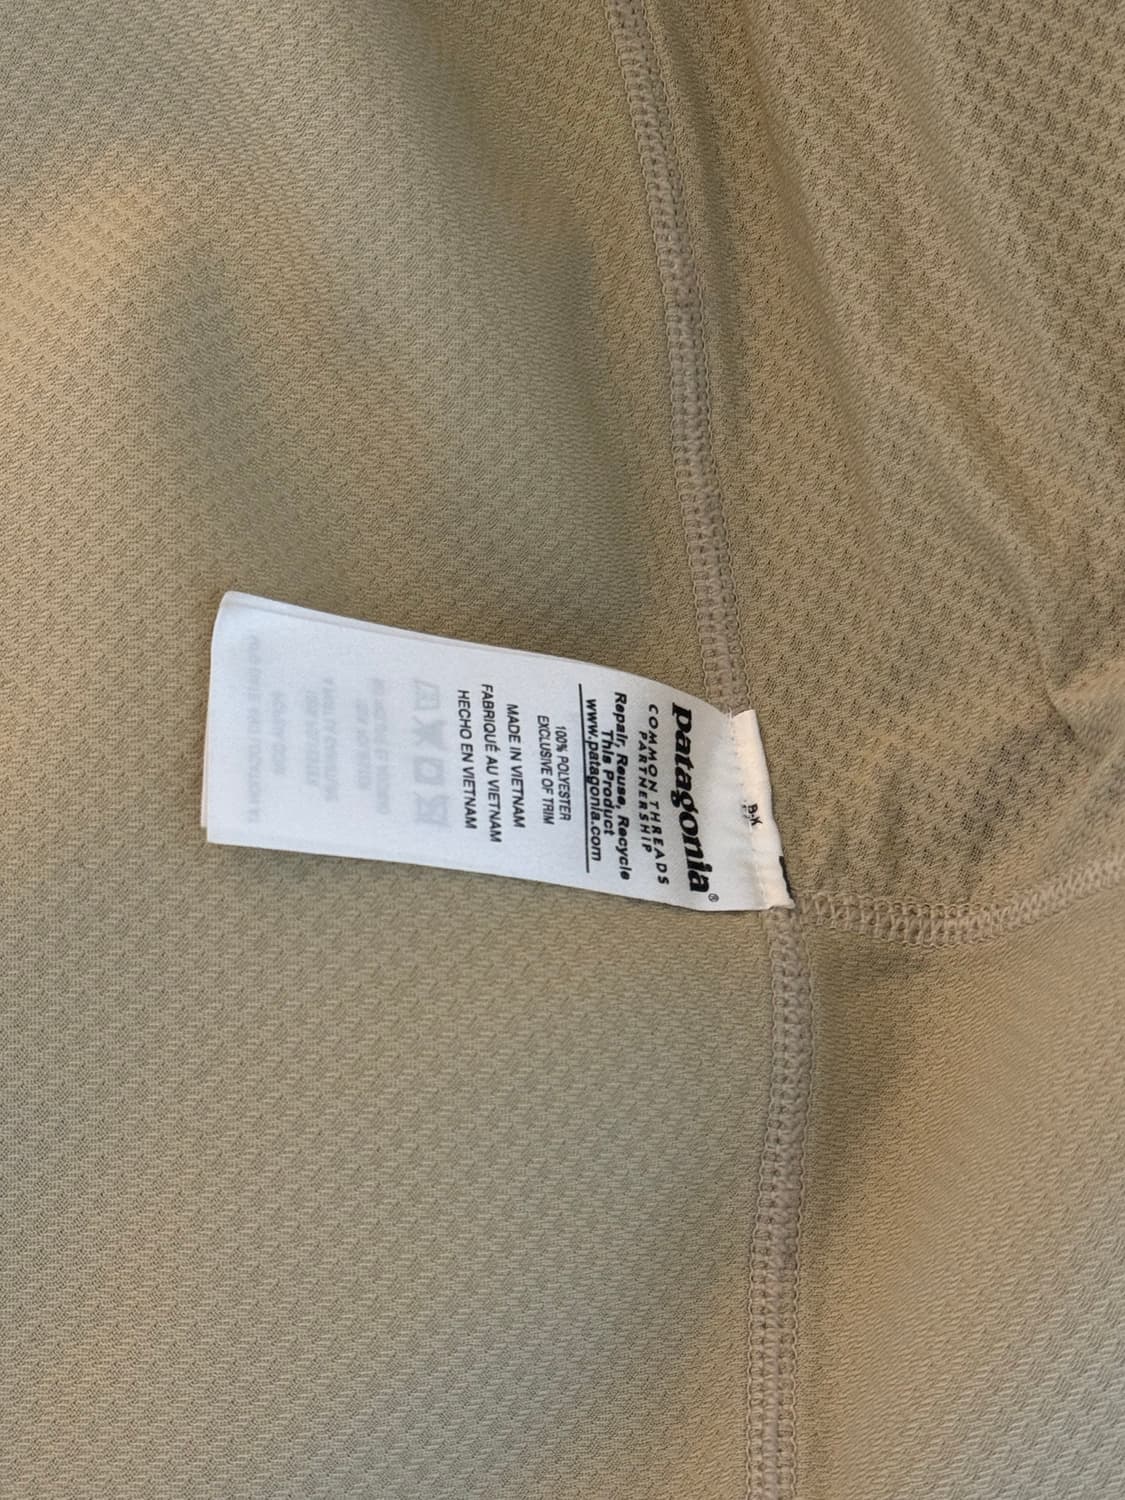 B-K
patagonia®
COMMON THREADS
PARTNERSHIP
Repair, Reuse, Recycle
This Product
www.patagonia.com
100% POLYESTER
EXCLUSIVE OF TRIM
MADE IN VIETNAM
FABRIQUÉ AU VIETNAM
HECHO EN VIETNAM